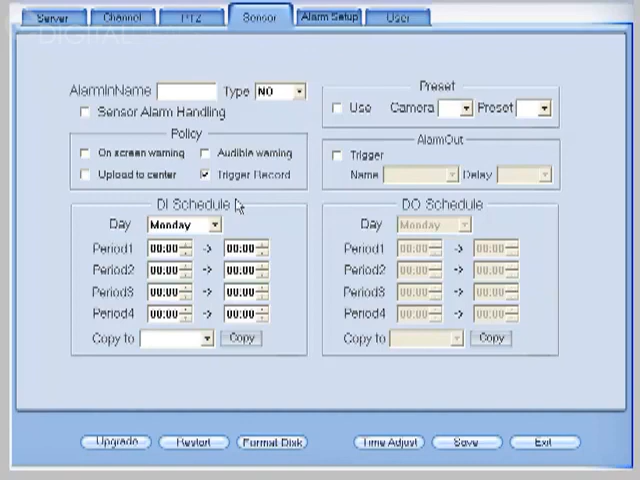 Server Channel PTZ Sensor Alarm Setup User
DIGITAL
AlarmInName Type NO
Sensor Alarm Handling
Preset
Use Camera Preset
Policy
On screen warning Audible warning
Upload to center Trigger Record
AlarmOut
Trigger
Name Delay
DI Schedule
Day Monday
Period1 00:00 -> 00:00
Period2 00:00 -> 00:00
Period3 00:00 -> 00:00
Period4 00:00 -> 00:00
Copy to Copy
DO Schedule
Day Monday
Period1 00:00 -> 00:00
Period2 00:00 -> 00:00
Period3 00:00 -> 00:00
Period4 00:00 -> 00:00
Copy to Copy
Upgrade Restart Format Disk Time Adjust Save Exit